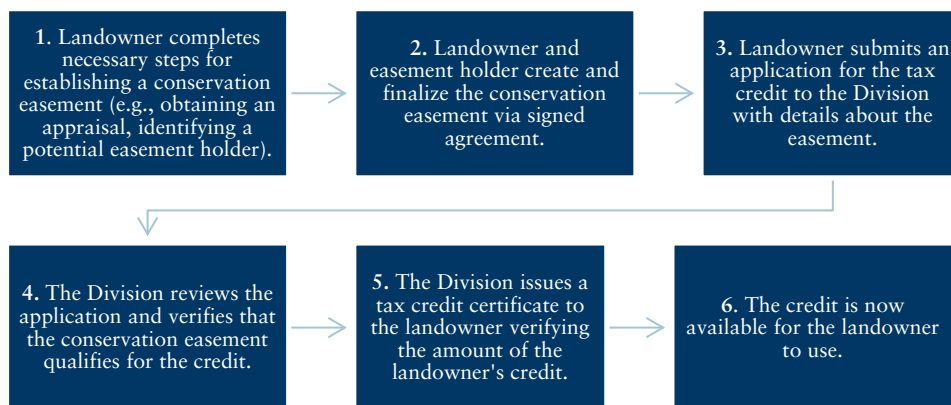 1. Landowner completes
necessary steps for
establishing a conservation
easement (e.g., obtaining an
appraisal, identifying a
potential easement holder).
2. Landowner and
easement holder create and
finalize the conservation
easement via signed
agreement.
3. Landowner submits an
application for the tax
credit to the Division
with details about the
easement.
4. The Division reviews the
application and verifies that
the conservation easement
qualifies for the credit.
5. The Division issues a
tax credit certificate to
the landowner verifying
the amount of the
landowner's credit.
6. The credit is now
available for the landowner
to use.